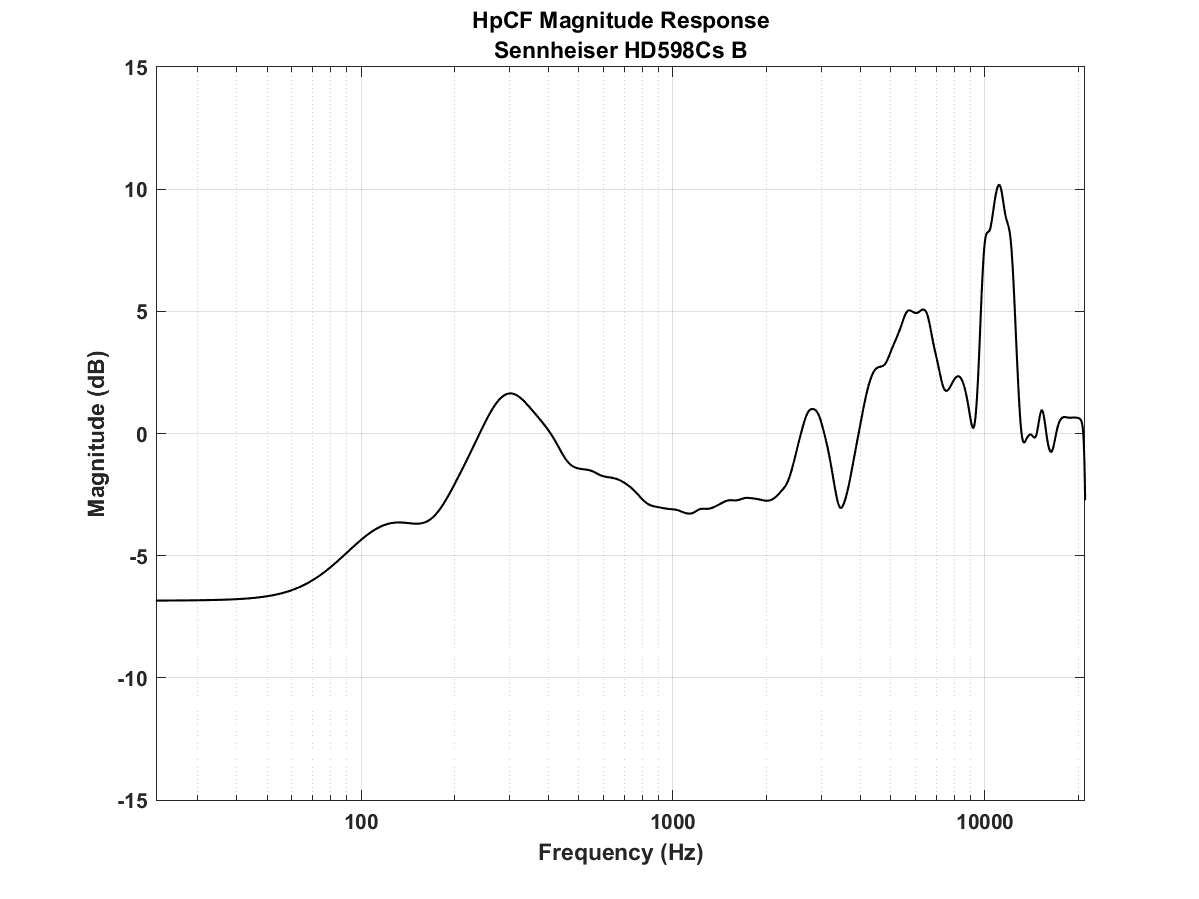 HpCF Magnitude Response
Sennheiser HD598Cs B
15
10
5
0
-5
-10
-15
Magnitude (dB)
100
1000
10000
Frequency (Hz)